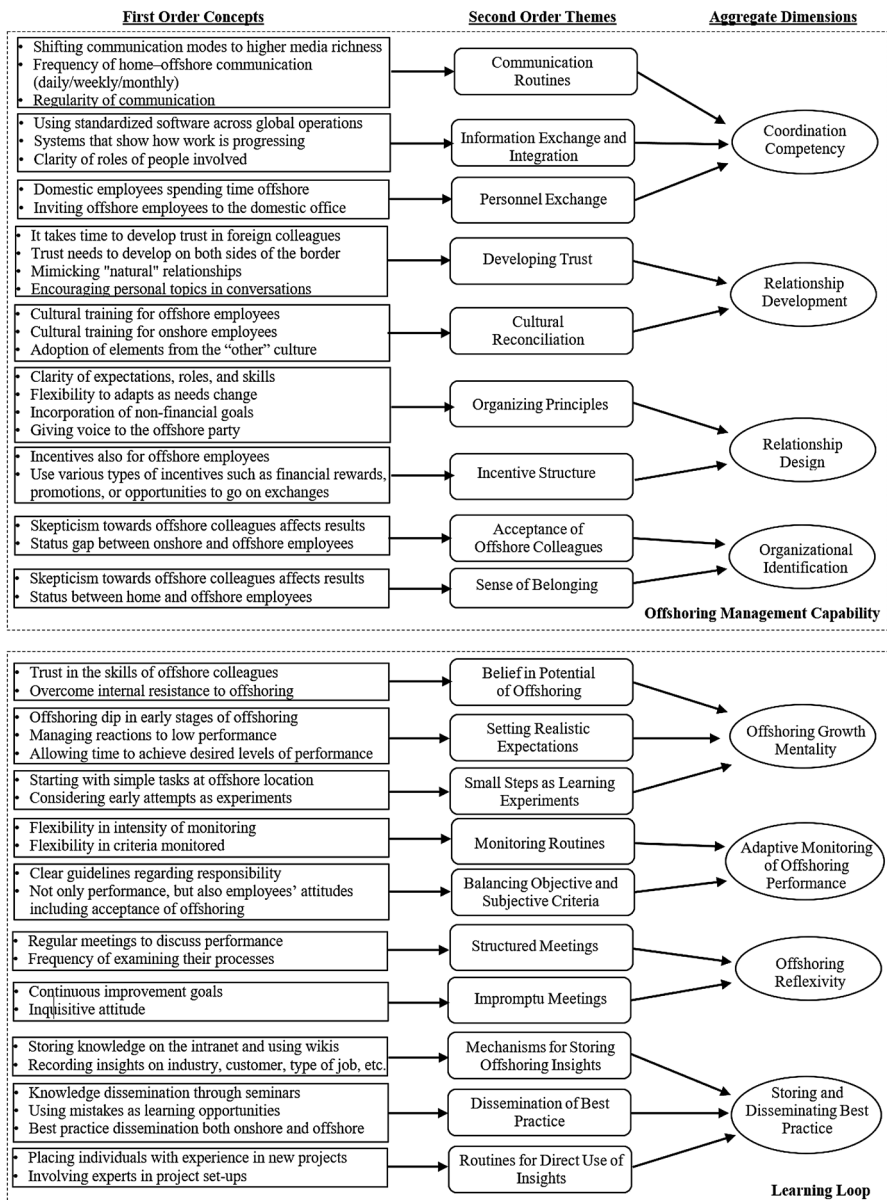 First Order Concepts
Second Order Themes
Aggregate Dimensions
• Shifting communication modes to higher media richness
• Frequency of home–offshore communication
(daily/weekly/monthly)
• Regularity of communication
Communication
Routines
• Using standardized software across global operations
• Systems that show how work is progressing
• Clarity of roles of people involved
Information Exchange and
Integration
Coordination
Competency
• Domestic employees spending time offshore
• Inviting offshore employees to the domestic office
Personnel Exchange
• It takes time to develop trust in foreign colleagues
• Trust needs to develop on both sides of the border
• Mimicking "natural" relationships
• Encouraging personal topics in conversations
Developing Trust
Relationship
Development
• Cultural training for offshore employees
• Cultural training for onshore employees
• Adoption of elements from the “other” culture
Cultural
Reconciliation
• Clarity of expectations, roles, and skills
• Flexibility to adapts as needs change
• Incorporation of non-financial goals
• Giving voice to the offshore party
Organizing Principles
Relationship
Design
• Incentives also for offshore employees
• Use various types of incentives such as financial rewards,
promotions, or opportunities to go on exchanges
Incentive Structure
• Skepticism towards offshore colleagues affects results
• Status gap between onshore and offshore employees
Acceptance of
Offshore Colleagues
Organizational
Identification
• Skepticism towards offshore colleagues affects results
• Status between home and offshore employees
Sense of Belonging
Offshoring Management Capability
• Trust in the skills of offshore colleagues
• Overcome internal resistance to offshoring
Belief in Potential
of Offshoring
• Offshoring dip in early stages of offshoring
• Managing reactions to low performance
• Allowing time to achieve desired levels of performance
Setting Realistic
Expectations
Offshoring Growth
Mentality
• Starting with simple tasks at offshore location
• Considering early attempts as experiments
Small Steps as Learning
Experiments
• Flexibility in intensity of monitoring
• Flexibility in criteria monitored
Monitoring Routines
Adaptive Monitoring
of Offshoring
Performance
• Clear guidelines regarding responsibility
• Not only performance, but also employees’ attitudes
including acceptance of offshoring
Balancing Objective and
Subjective Criteria
• Regular meetings to discuss performance
• Frequency of examining their processes
Structured Meetings
Offshoring
Reflexivity
• Continuous improvement goals
• Inquisitive attitude
Impromptu Meetings
• Storing knowledge on the intranet and using wikis
• Recording insights on industry, customer, type of job, etc.
Mechanisms for Storing
Offshoring Insights
• Knowledge dissemination through seminars
• Using mistakes as learning opportunities
• Best practice dissemination both onshore and offshore
Dissemination of Best
Practice
Storing and
Disseminating Best
Practice
• Placing individuals with experience in new projects
• Involving experts in project set-ups
Routines for Direct Use of
Insights
Learning Loop